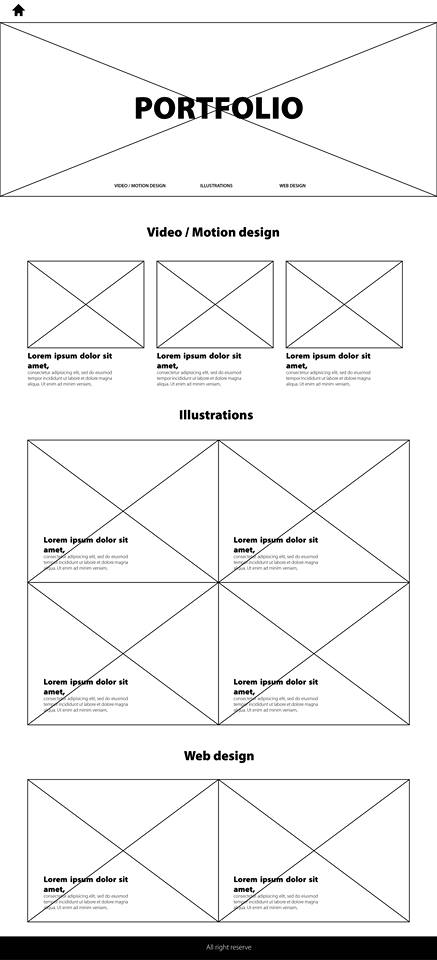 PORTFOLIO
VIDEO / MOTION DESIGN
ILLUSTRATIONS
WEB DESIGN
Video / Motion design
Lorem ipsum dolor sit
amet,
consectetur adipisicing elit, sed do eiusmod
tempor incididunt ut labore et dolore magna
aliqua. Ut enim ad minim veniam,
Lorem ipsum dolor sit
amet,
consectetur adipisicing elit, sed do eiusmod
tempor incididunt ut labore et dolore magna
aliqua. Ut enim ad minim veniam,
Lorem ipsum dolor sit
amet,
consectetur adipisicing elit, sed do eiusmod
tempor incididunt ut labore et dolore magna
aliqua. Ut enim ad minim veniam,
Illustrations
Lorem ipsum dolor sit
amet,
consectetur adipisicing elit, sed do eiusmod
tempor incididunt ut labore et dolore magna
aliqua. Ut enim ad minim veniam,
Lorem ipsum dolor sit
amet,
consectetur adipisicing elit, sed do eiusmod
tempor incididunt ut labore et dolore magna
aliqua. Ut enim ad minim veniam,
Lorem ipsum dolor sit
amet,
consectetur adipisicing elit, sed do eiusmod
tempor incididunt ut labore et dolore magna
aliqua. Ut enim ad minim veniam,
Lorem ipsum dolor sit
amet,
consectetur adipisicing elit, sed do eiusmod
tempor incididunt ut labore et dolore magna
aliqua. Ut enim ad minim veniam,
Web design
Lorem ipsum dolor sit
amet,
consectetur adipisicing elit, sed do eiusmod
tempor incididunt ut labore et dolore magna
aliqua. Ut enim ad minim veniam,
Lorem ipsum dolor sit
amet,
consectetur adipisicing elit, sed do eiusmod
tempor incididunt ut labore et dolore magna
aliqua. Ut enim ad minim veniam,
All right reserve